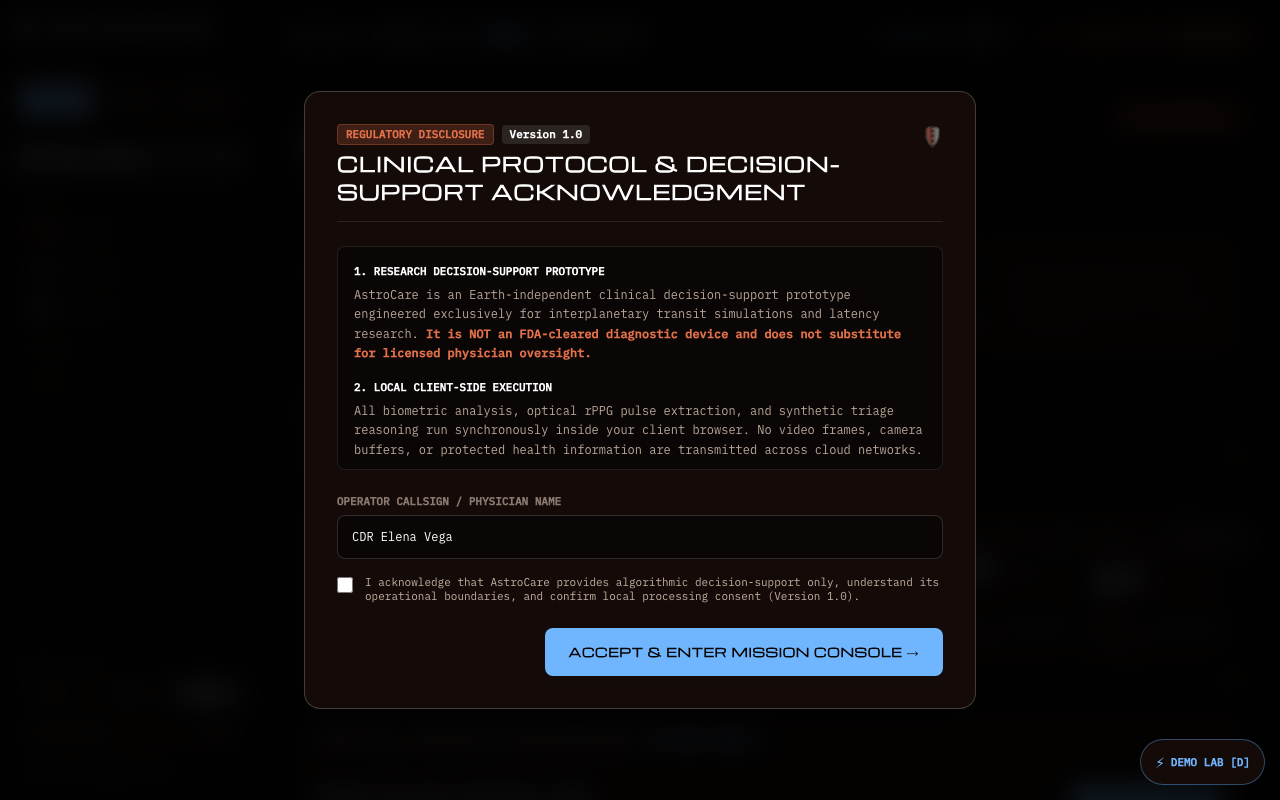 REGULATORY DISCLOSURE Version 1.0
CLINICAL PROTOCOL & DECISION-
SUPPORT ACKNOWLEDGMENT
1. RESEARCH DECISION-SUPPORT PROTOTYPE
AstroCare is an Earth-independent clinical decision-support prototype
engineered exclusively for interplanetary transit simulations and latency
research. It is NOT an FDA-cleared diagnostic device and does not substitute
for licensed physician oversight.
2. LOCAL CLIENT-SIDE EXECUTION
All biometric analysis, optical rPPG pulse extraction, and synthetic triage
reasoning run synchronously inside your client browser. No video frames, camera
buffers, or protected health information are transmitted across cloud networks.
OPERATOR CALLSIGN / PHYSICIAN NAME
CDR Elena Vega
I acknowledge that AstroCare provides algorithmic decision-support only, understand its
operational boundaries, and confirm local processing consent (Version 1.0).
ACCEPT & ENTER MISSION CONSOLE →
⚡ DEMO LAB [D]